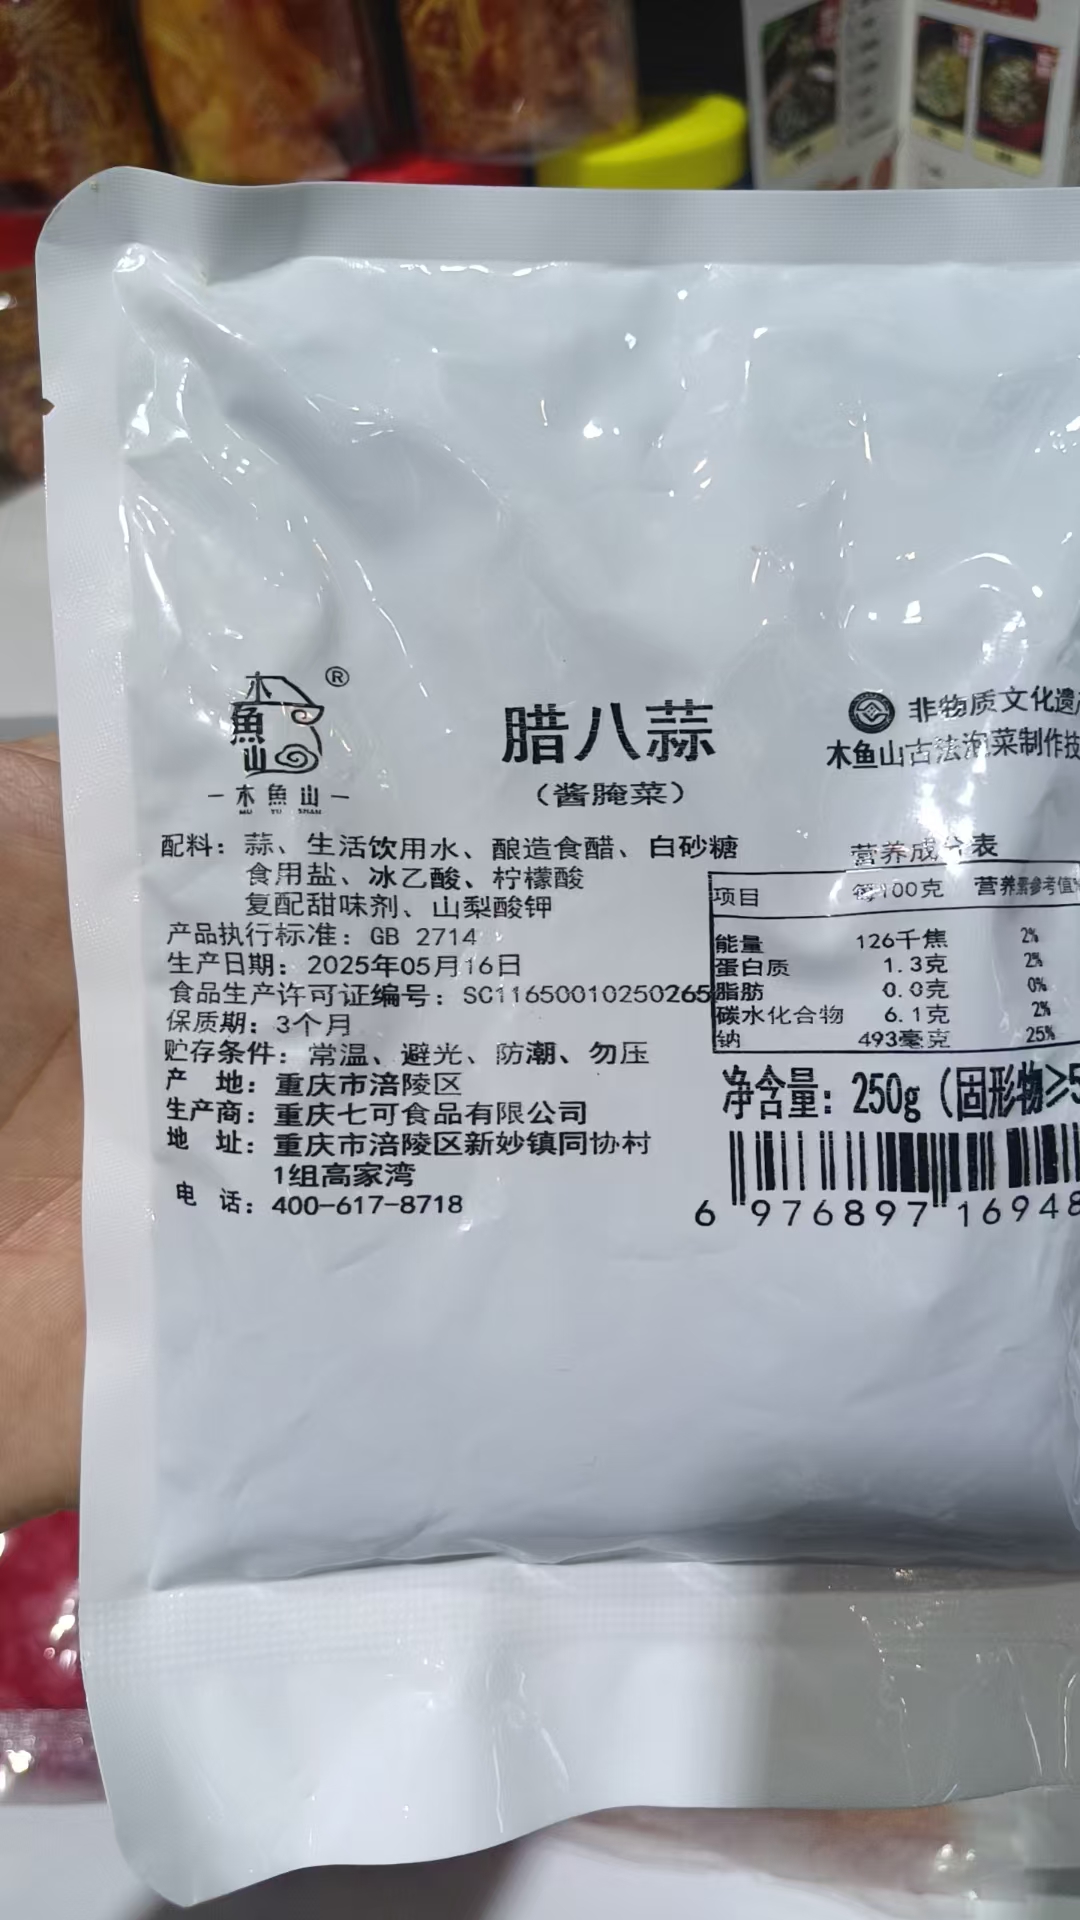 木
魚
山
®
木魚山
MU YU SHAN
腊八蒜
（酱腌菜）
非物质文化遗产
木鱼山古法泡菜制作技
配料：蒜、生活饮用水、酿造食醋、白砂糖
食用盐、冰乙酸、柠檬酸
复配甜味剂、山梨酸钾
产品执行标准：GB 2714
生产日期：2025年05月16日
食品生产许可证编号：SC11650010250265
保质期：3个月
贮存条件：常温、避光、防潮、勿压
产 地：重庆市涪陵区
生产商：重庆七可食品有限公司
地 址：重庆市涪陵区新妙镇同协村
1组高家湾
电 话：400-617-8718
营养成分表
项目 每100克 营养素参考值%
能量 126千焦 2%
蛋白质 1.3克 2%
脂肪 0.0克 0%
碳水化合物 6.1克 2%
钠 493毫克 25%
净含量：250g（固形物≥5
6 976897 16948